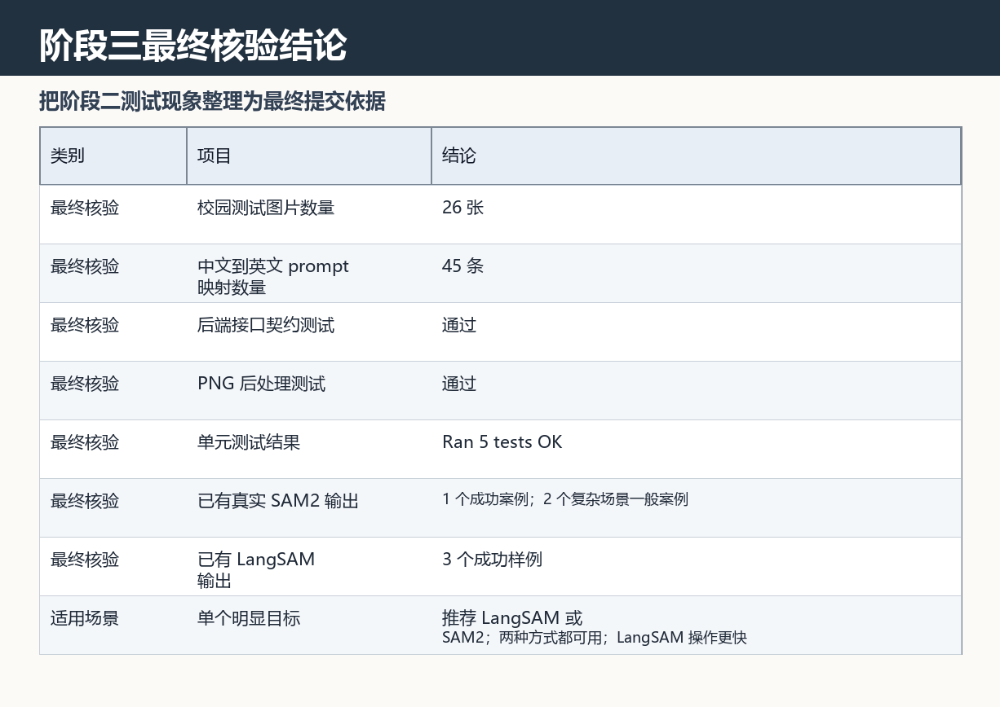 阶段三最终核验结论
把阶段二测试现象整理为最终提交依据
类别 项目 结论
最终核验 校园测试图片数量 26 张
最终核验 中文到英文 prompt 45 条
映射数量
最终核验 后端接口契约测试 通过
最终核验 PNG 后处理测试 通过
最终核验 单元测试结果 Ran 5 tests OK
最终核验 已有真实 SAM2 输出 1 个成功案例；2 个复杂场景一般案例
最终核验 已有 LangSAM 3 个成功样例
输出
适用场景 单个明显目标 推荐 LangSAM 或
SAM2；两种方式都可用；LangSAM 操作更快